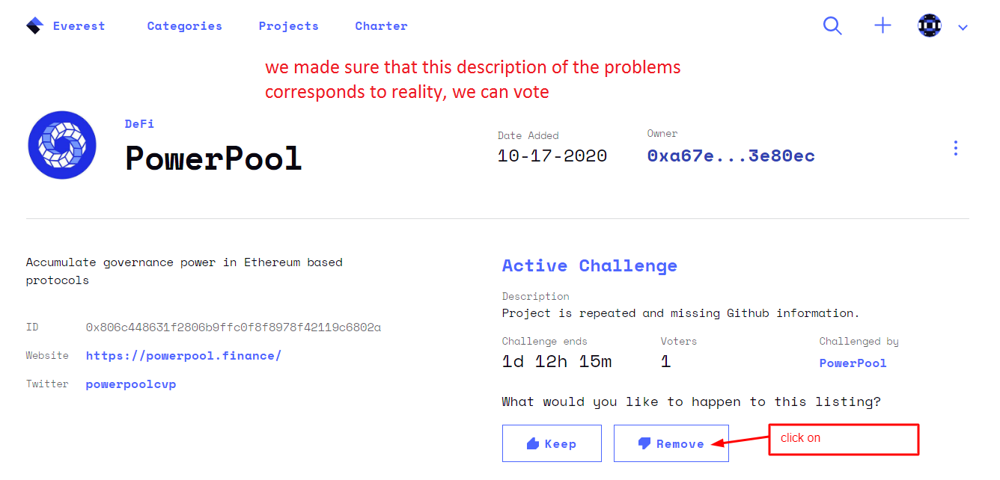 Everest Categories Projects Charter
we made sure that this description of the problems
corresponds to reality, we can vote
DeFi
PowerPool
Date Added
10-17-2020
Owner
0xa67e...3e80ec
Accumulate governance power in Ethereum based
protocols
ID 0x806c448631f2806b9ffc0f8f8978f42119c6802a
Website https://powerpool.finance/
Twitter powerpoolcvp
Active Challenge
Description
Project is repeated and missing Github information.
Challenge ends Voters Challenged by
1d 12h 15m 1 PowerPool
What would you like to happen to this listing?
Keep Remove click on